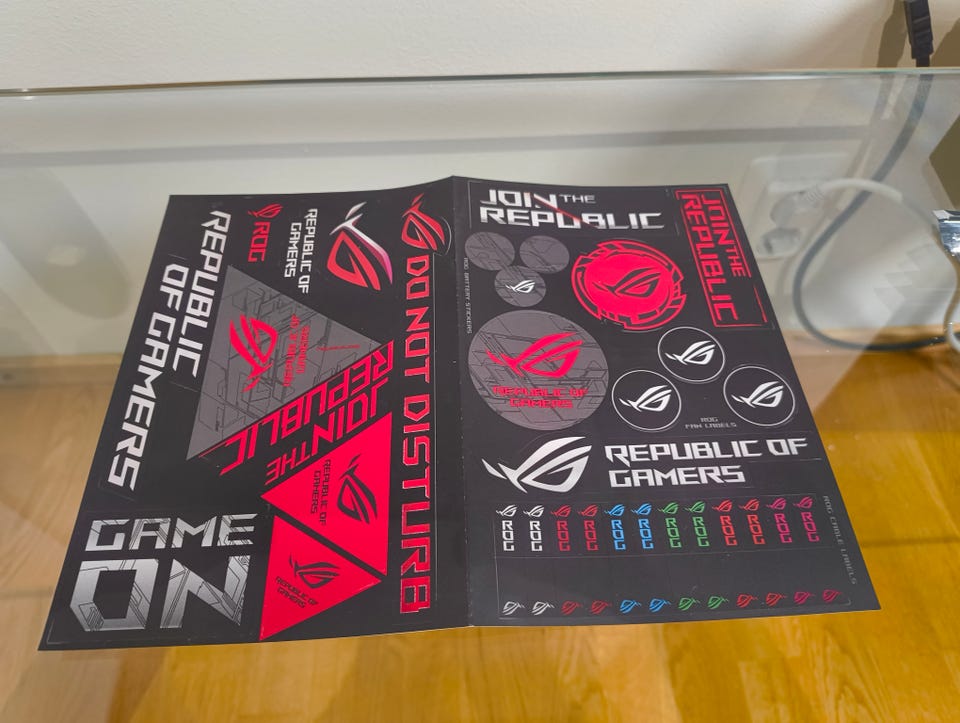 REPUBLIC
OF GAMERS
ROG
REPUBLIC OF
GAMERS
REPUBLIC
OF GAMERS
JOIN THE
REPUBLIC
DO NOT DISTURB
REPUBLIC OF
GAMERS
REPUBLIC OF
GAMERS
GAME
ON
JOIN THE
REPUBLIC
JOIN THE
REPUBLIC
ROG BATTERY STICKERS
REPUBLIC OF
GAMERS
ROG
FAN LABELS
REPUBLIC OF
GAMERS
ROG ROG ROG ROG ROG ROG ROG ROG ROG ROG ROG ROG
ROG CABLE LABELS